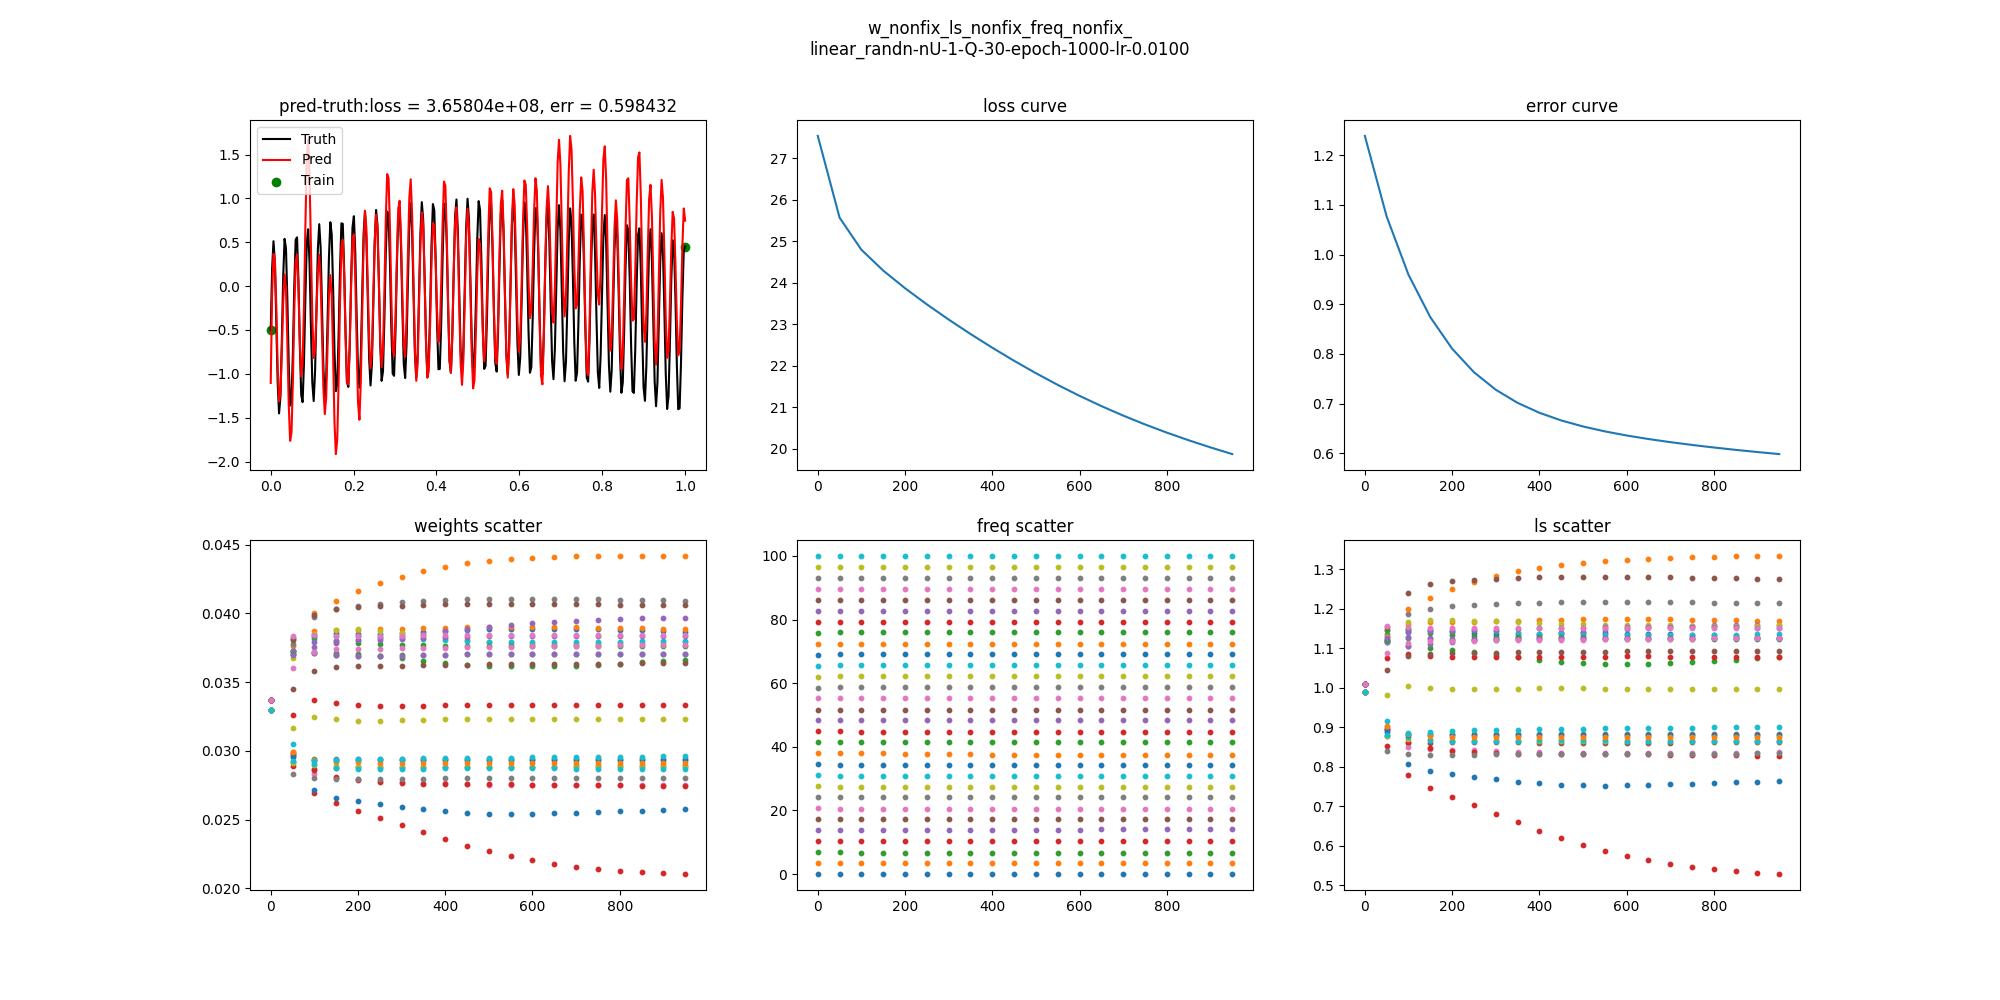 w_nonfix_ls_nonfix_freq_nonfix_
linear_randn-nU-1-Q-30-epoch-1000-lr-0.0100
pred-truth:loss = 3.65804e+08, err = 0.598432
Truth
Pred
Train
1.5
1.0
0.5
0.0
−0.5
−1.0
−1.5
−2.0
0.0 0.2 0.4 0.6 0.8 1.0
loss curve
27
26
25
24
23
22
21
20
0 200 400 600 800
error curve
1.2
1.1
1.0
0.9
0.8
0.7
0.6
0 200 400 600 800
weights scatter
0.045
0.040
0.035
0.030
0.025
0.020
0 200 400 600 800
freq scatter
100
80
60
40
20
0
0 200 400 600 800
ls scatter
1.3
1.2
1.1
1.0
0.9
0.8
0.7
0.6
0.5
0 200 400 600 800